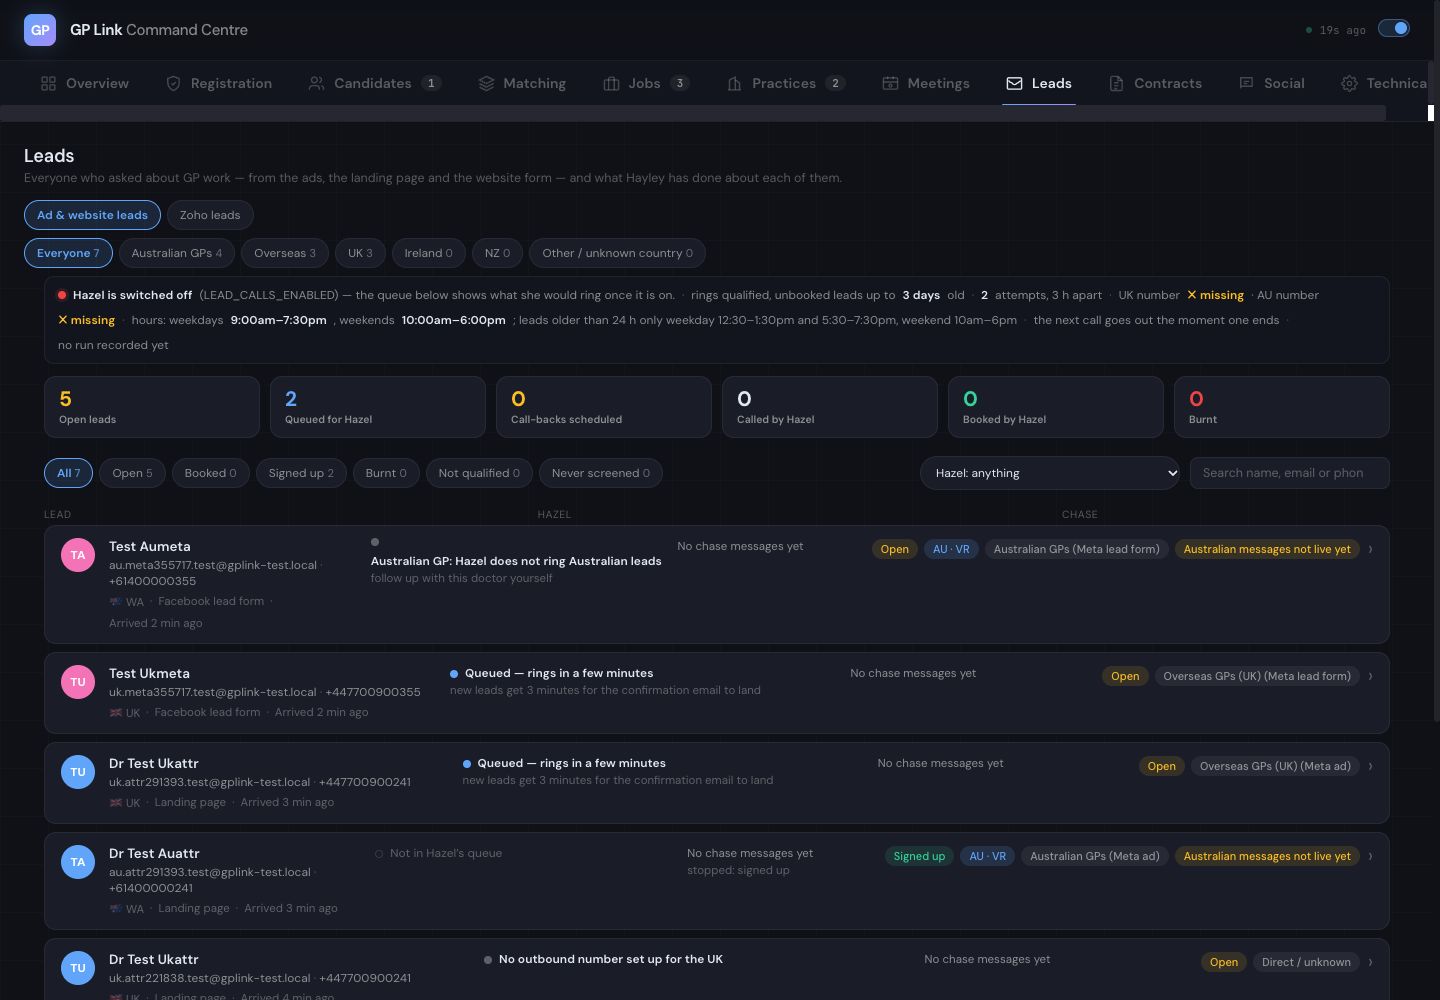 GP GP Link Command Centre 19s ago
Overview Registration Candidates 1 Matching Jobs 3 Practices 2 Meetings Leads Contracts Social Technica
Leads
Everyone who asked about GP work — from the ads, the landing page and the website form — and what Hayley has done about each of them.
Ad & website leads Zoho leads
Everyone 7 Australian GPs 4 Overseas 3 UK 3 Ireland 0 NZ 0 Other / unknown country 0
Hazel is switched off (LEAD_CALLS_ENABLED) — the queue below shows what she would ring once it is on. · rings qualified, unbooked leads up to 3 days old · 2 attempts, 3 h apart · UK number ✕ missing · AU number
✕ missing · hours: weekdays 9:00am–7:30pm , weekends 10:00am–6:00pm ; leads older than 24 h only weekday 12:30–1:30pm and 5:30–7:30pm, weekend 10am–6pm · the next call goes out the moment one ends ·
no run recorded yet
5 2 0 0 0 0
Open leads Queued for Hazel Call-backs scheduled Called by Hazel Booked by Hazel Burnt
All 7 Open 5 Booked 0 Signed up 2 Burnt 0 Not qualified 0 Never screened 0 Hazel: anything Search name, email or phon
LEAD HAZEL CHASE
TA Test Aumeta No chase messages yet Open AU · VR Australian GPs (Meta lead form) Australian messages not live yet ›
au.meta355717.test@gplink-test.local · Australian GP: Hazel does not ring Australian leads
+61400000355 follow up with this doctor yourself
WA · Facebook lead form ·
Arrived 2 min ago
TU Test Ukmeta Queued — rings in a few minutes No chase messages yet Open Overseas GPs (UK) (Meta lead form) ›
uk.meta355717.test@gplink-test.local · +447700900355 new leads get 3 minutes for the confirmation email to land
UK · Facebook lead form · Arrived 2 min ago
TU Dr Test Ukattr Queued — rings in a few minutes No chase messages yet Open Overseas GPs (UK) (Meta ad) ›
uk.attr291393.test@gplink-test.local · +447700900241 new leads get 3 minutes for the confirmation email to land
UK · Landing page · Arrived 3 min ago
TA Dr Test Auattr Not in Hazel's queue No chase messages yet Signed up AU · VR Australian GPs (Meta ad) Australian messages not live yet ›
au.attr291393.test@gplink-test.local · stopped: signed up
+61400000241
WA · Landing page · Arrived 3 min ago
TU Dr Test Ukattr No outbound number set up for the UK No chase messages yet Open Direct / unknown ›
uk.attr221838.test@gplink-test.local · +447700900241
UK · Landing page · Arrived 4 min ago